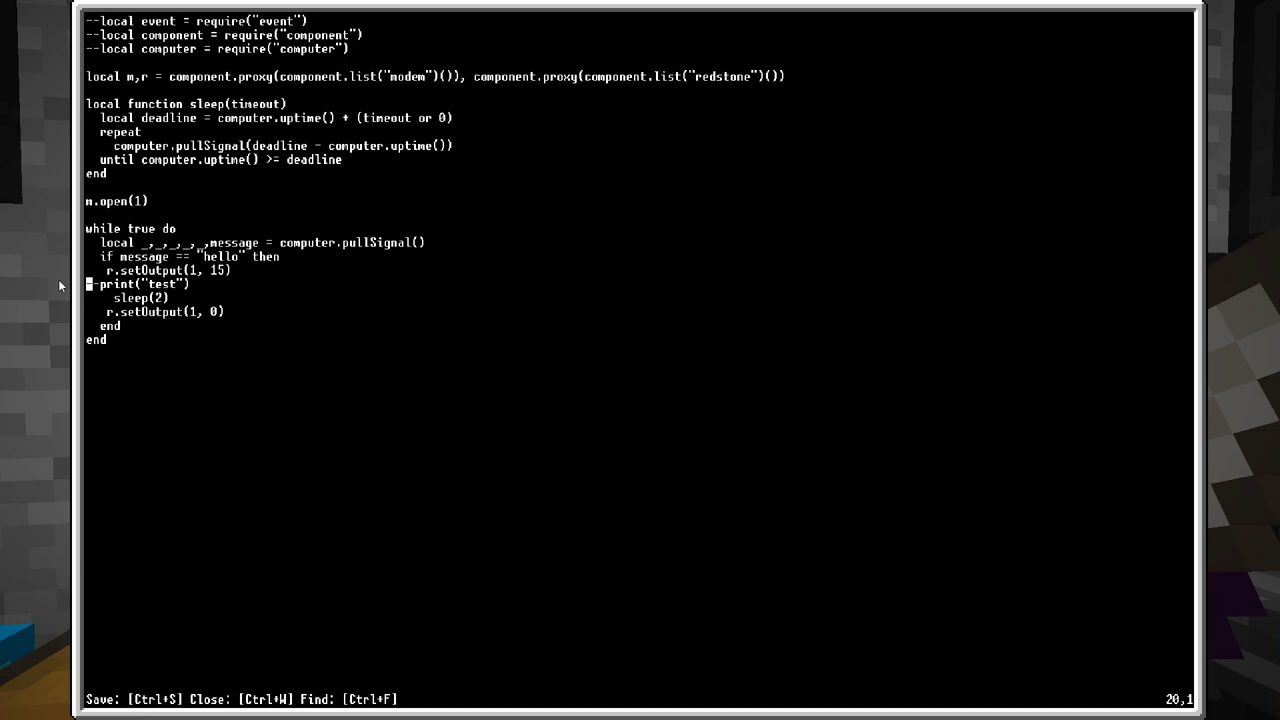 --local event = require("event")
--local component = require("component")
--local computer = require("computer")
local m,r = component.proxy(component.list("modem")()), component.proxy(component.list("redstone")())
local function sleep(timeout)
  local deadline = computer.uptime() + (timeout or 0)
  repeat
    computer.pullSignal(deadline - computer.uptime())
  until computer.uptime() >= deadline
end
m.open(1)
while true do
  local _,_,_,_,_,message = computer.pullSignal()
  if message == "hello" then
   r.setOutput(1, 15)
--print("test")
    sleep(2)
   r.setOutput(1, 0)
  end
end
Save: [Ctrl+S] Close: [Ctrl+W] Find: [Ctrl+F] 20,1